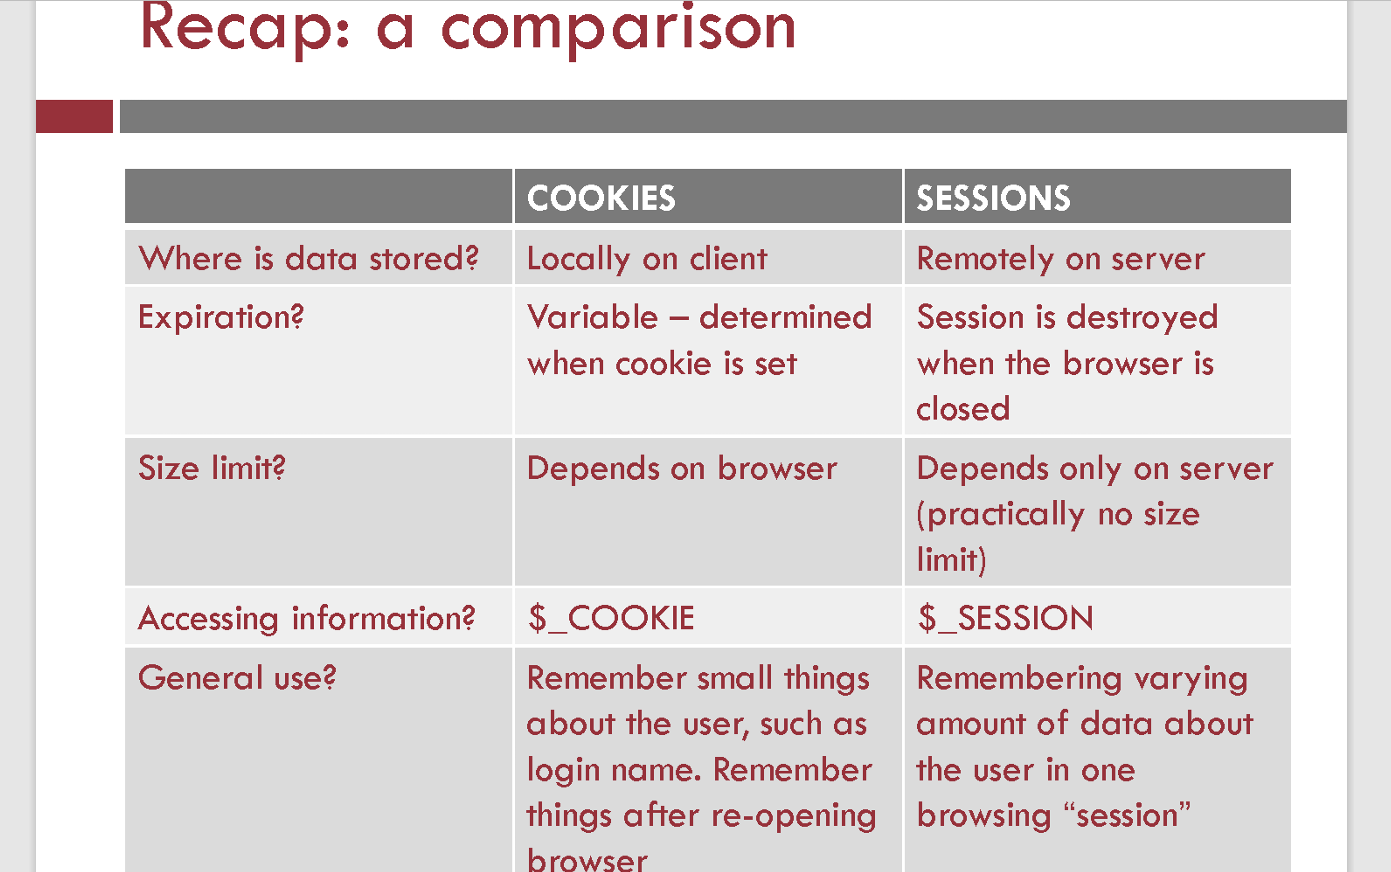 Recap: a comparison
COOKIES
SESSIONS
Where is data stored?
Locally on client
Remotely on server
Expiration?
Variable – determined
when cookie is set
Session is destroyed
when the browser is
closed
Size limit?
Depends on browser
Depends only on server
(practically no size
limit)
Accessing information?
$_COOKIE
$_SESSION
General use?
Remember small things
about the user, such as
login name. Remember
things after re-opening
browser
Remembering varying
amount of data about
the user in one
browsing “session”